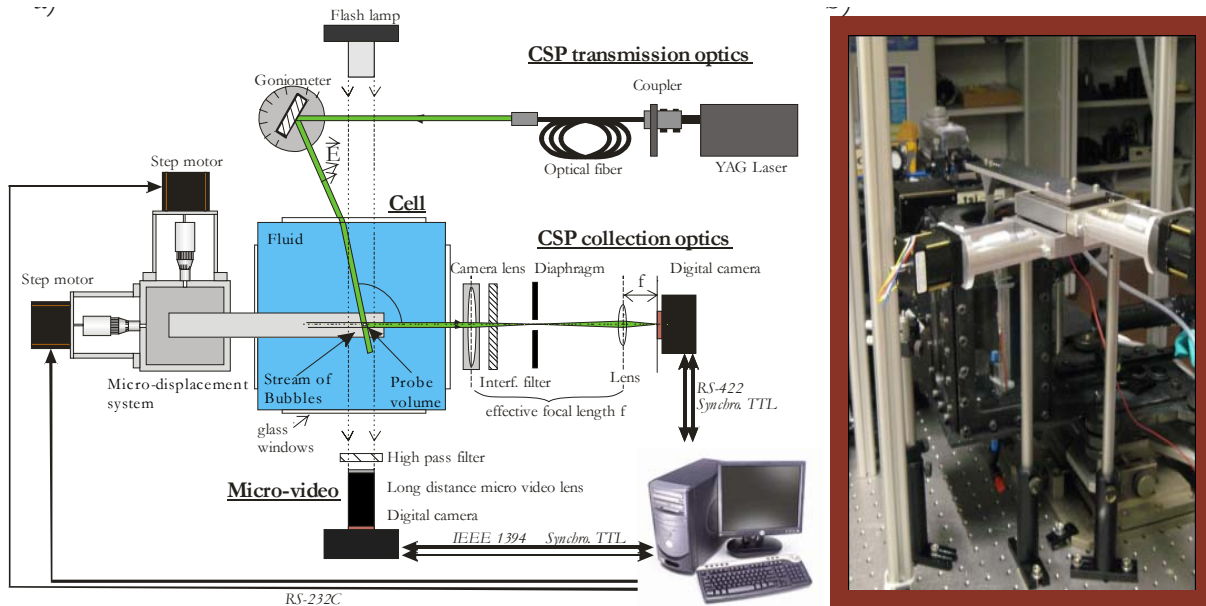 a)
b)
Flash lamp
CSP transmission optics
Goniometer
Coupler
E
Optical fiber
YAG Laser
Step motor
Cell
Fluid
CSP collection optics
Camera lens
Diaphragm
Digital camera
f
Step motor
Micro-displacement
system
Stream of
Bubbles
Probe
volume
Interf. filter
Lens
effective focal length f
RS-422
Synchro. TTL
glass
windows
High pass filter
Micro-video
Long distance micro video lens
Digital camera
IEEE 1394 Synchro. TTL
RS-232C